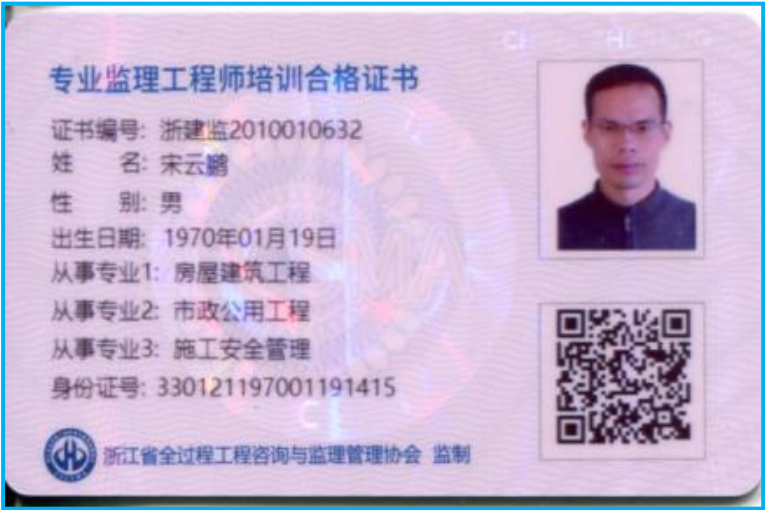 专业监理工程师培训合格证书
证书编号: 浙建监2010010632
姓 名: 宋云鹏
性 别: 男
出生日期: 1970年01月19日
从事专业1: 房屋建筑工程
从事专业2: 市政公用工程
从事专业3: 施工安全管理
身份证号: 330121197001191415
浙江省全过程工程咨询与监理管理协会 监制